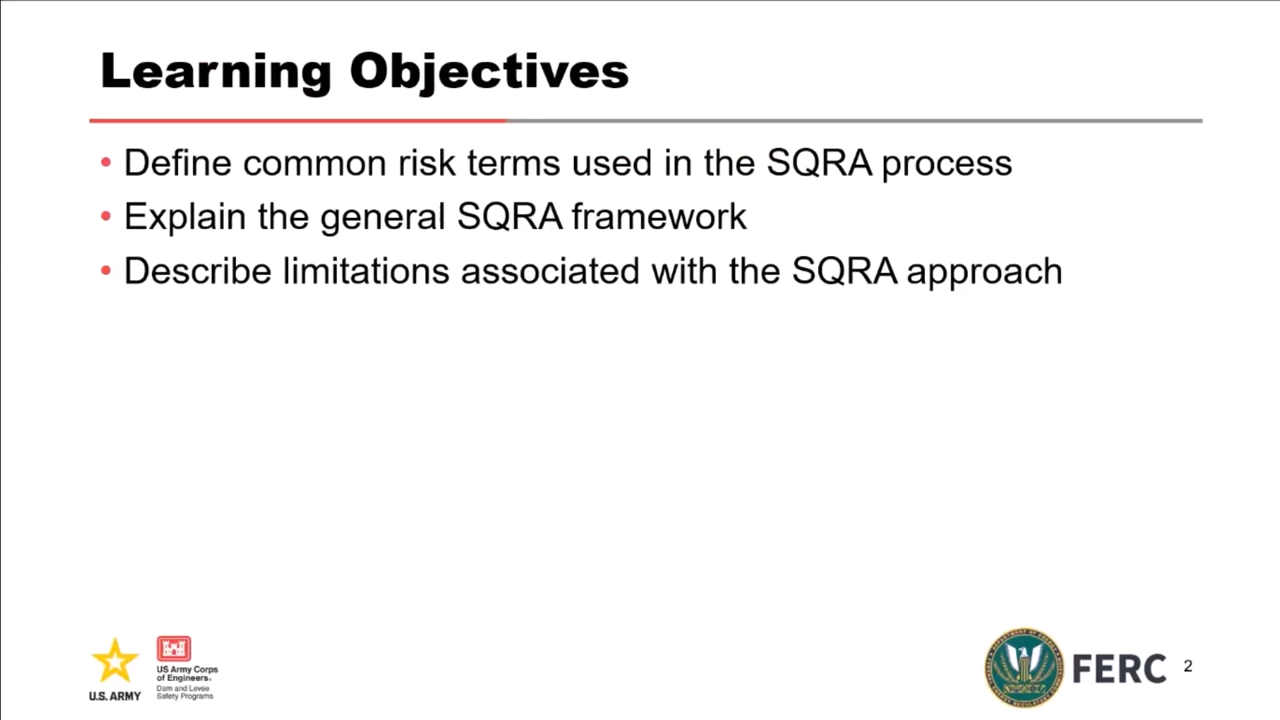 Learning Objectives
• Define common risk terms used in the SQRA process
• Explain the general SQRA framework
• Describe limitations associated with the SQRA approach
U.S. ARMY
US Army Corps
of Engineers®
Dam and Levee
Safety Programs
FERC
2